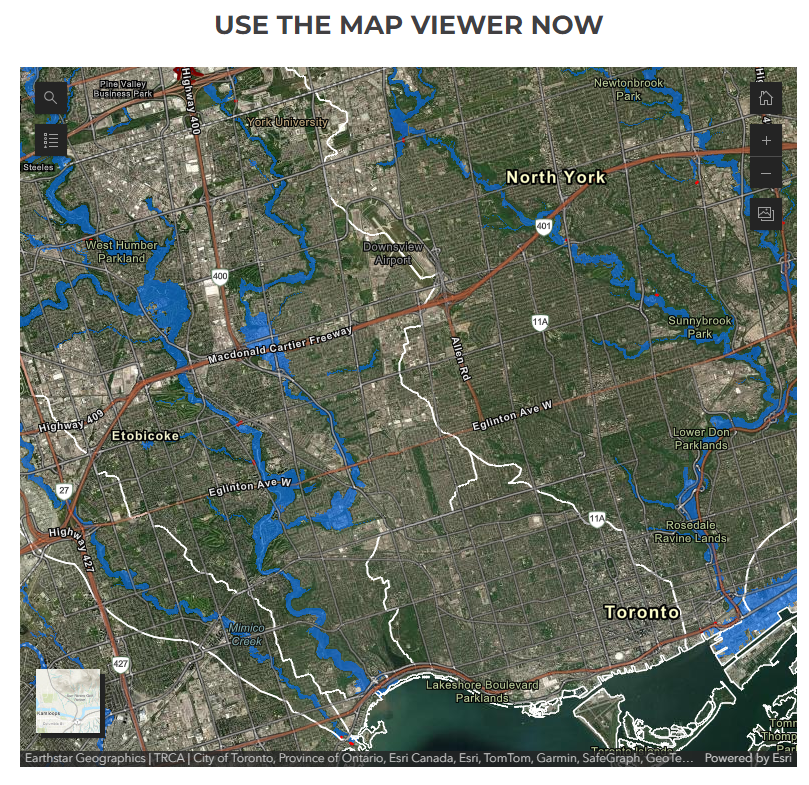 USE THE MAP VIEWER NOW
Pine Valley
Business Park
Highway 400
Newtonbrook
Park
York University
Steeles
North York
401
West Humber
Parkland
Downsview
Airport
400
11A
Sunnybrook
Park
Macdonald Cartier Freeway
Allen Rd
Highway 409
Eglinton Ave W
Etobicoke
Lower Don
Parklands
Eglinton Ave W
27
11A
Rosedale
Ravine Lands
Highway 427
Toronto
Mimico
Creek
427
Lakeshore Boulevard
Parklands
Kamloops
Toronto Islands
Earthstar Geographics | TRCA | City of Toronto, Province of Ontario, Esri Canada, Esri, TomTom, Garmin, SafeGraph, GeoTe...
Powered by Esri